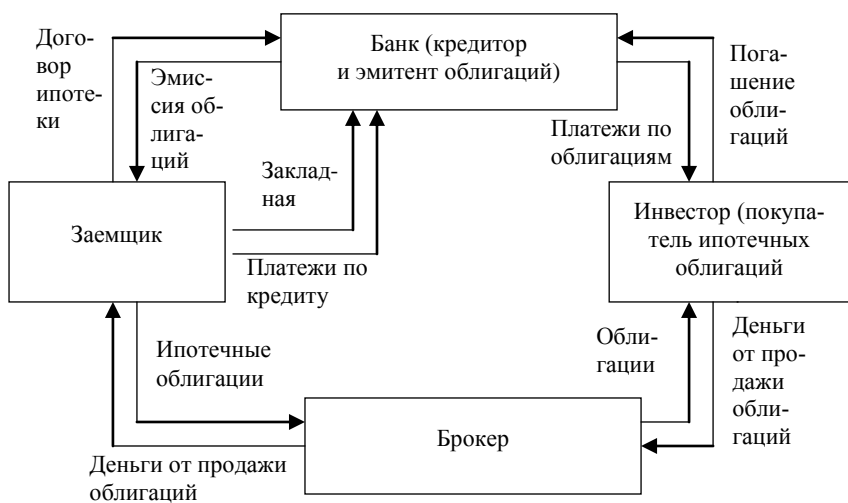 Дого-
вор
ипоте-
ки
Банк (кредитор
и эмитент облигаций)
Пога-
шение
обли-
гаций
Эмис-
сия об-
лига-
ций
Платежи по
облигациям
Заклад-
ная
Заемщик
Инвестор (покупа-
тель ипотечных
облигаций)
Платежи по
кредиту
Ипотечные
облигации
Обли-
гации
Деньги
от про-
дажи
обли-
гаций
Брокер
Деньги от продажи
облигаций